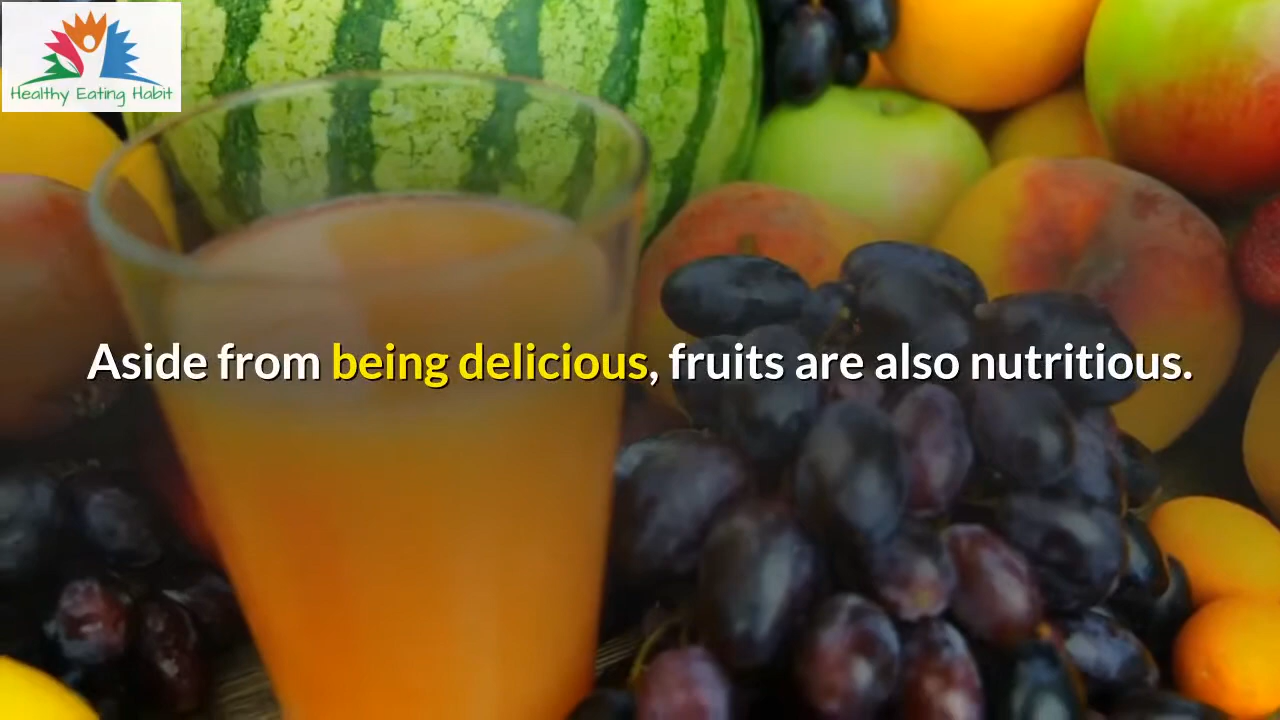 Healthy Eating Habit
Aside from being delicious, fruits are also nutritious.